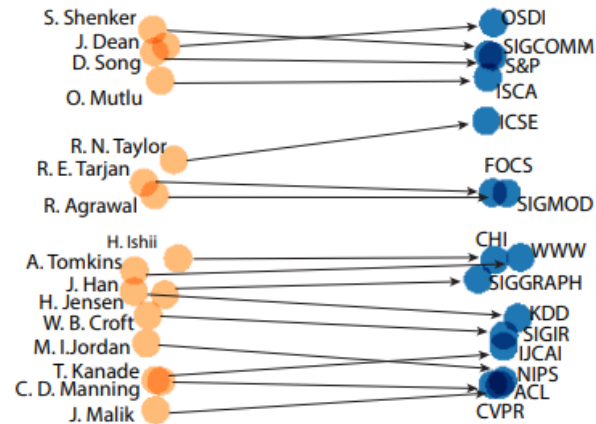 S. Shenker
J. Dean
D. Song
O. Mutlu
R. N. Taylor
R. E. Tarjan
R. Agrawal
H. Ishii
A. Tomkins
J. Han
H. Jensen
W. B. Croft
M. I.Jordan
T. Kanade
C. D. Manning
J. Malik
OSDI
SIGCOMM
S&P
ISCA
ICSE
FOCS
SIGMOD
CHI
WWW
SIGGRAPH
KDD
SIGIR
IJCAI
NIPS
ACL
CVPR